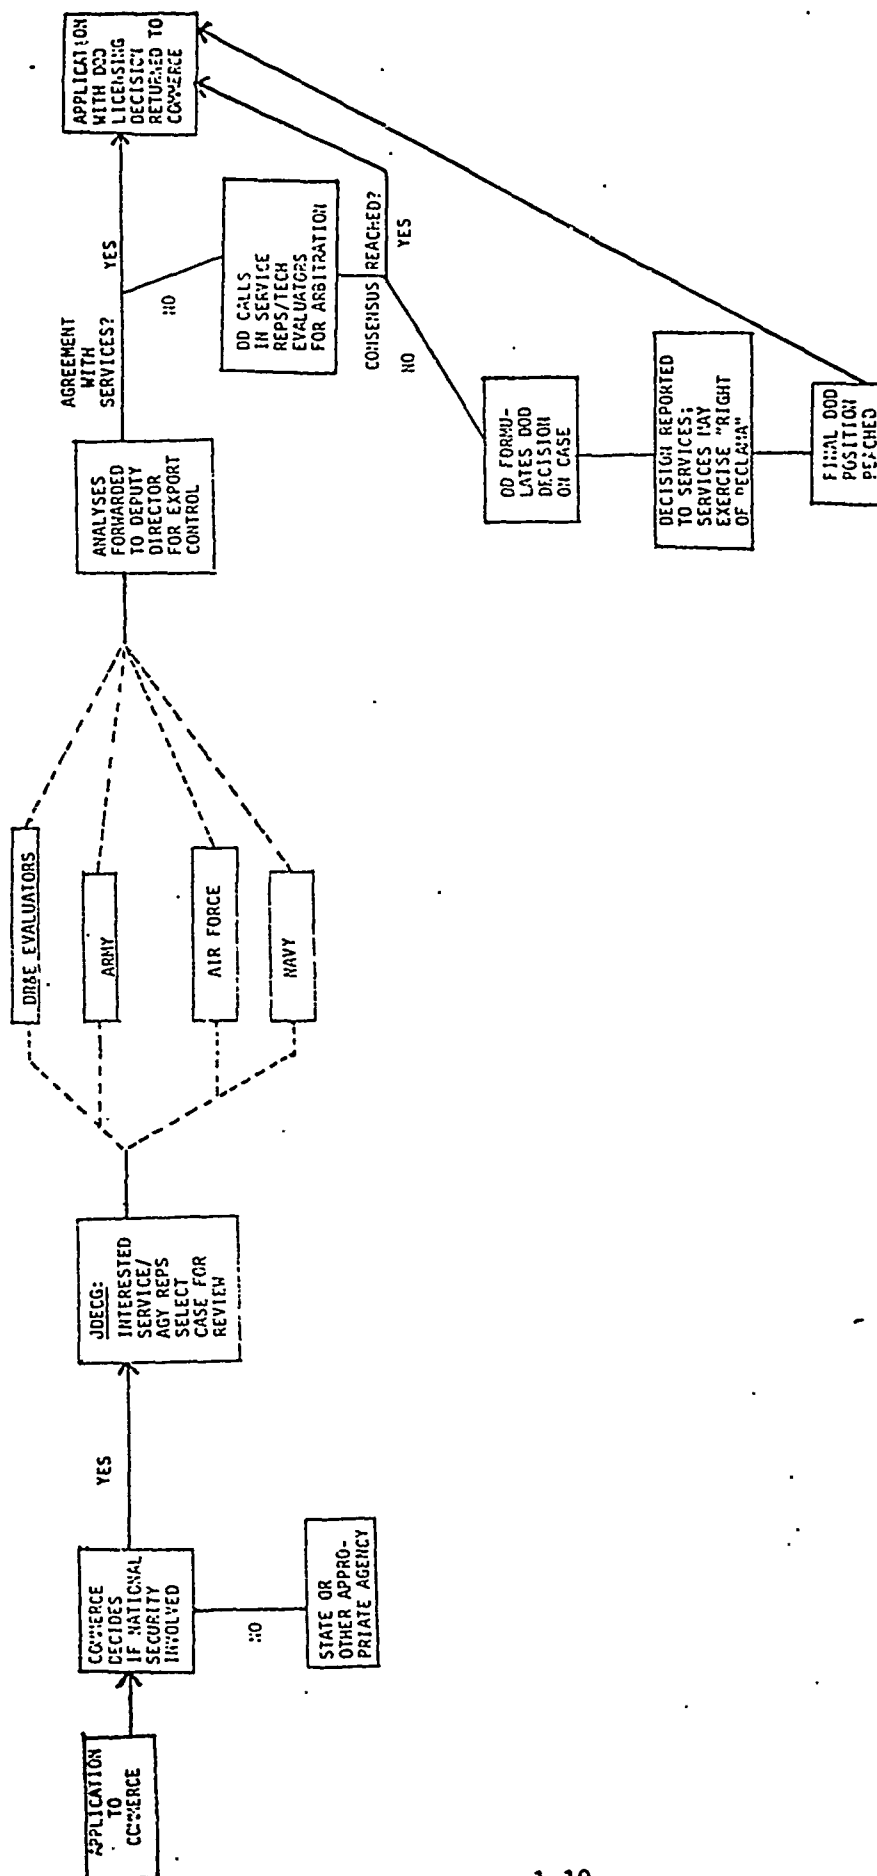 APPLICATION
TO
COMMERCE
COMMERCE
DECIDES
IF NATIONAL
SECURITY
INVOLVED
NO
STATE OR
OTHER APPRO-
PRIATE AGENCY
YES
JDECG:
INTERESTED
SERVICE/
AGY REPS
SELECT
CASE FOR
REVIEW
DR&E EVALUATORS
ARMY
AIR FORCE
NAVY
ANALYSES
FORWARDED
TO DEPUTY
DIRECTOR
FOR EXPORT
CONTROL
AGREEMENT
WITH
SERVICES?
YES
NO
APPLICATION
WITH DOD
LICENSING
DECISION
RETURNED TO
COMMERCE
DD CALLS
IN SERVICE
REPS/TECH
EVALUATORS
FOR ARBITRATION
CONSENSUS REACHED?
YES
NO
DD FORMU-
LATES DOD
DECISION
ON CASE
DECISION REPORTED
TO SERVICES;
SERVICES MAY
EXERCISE "RIGHT
OF RECLAMA"
FINAL DOD
POSITION
REACHED
1-10